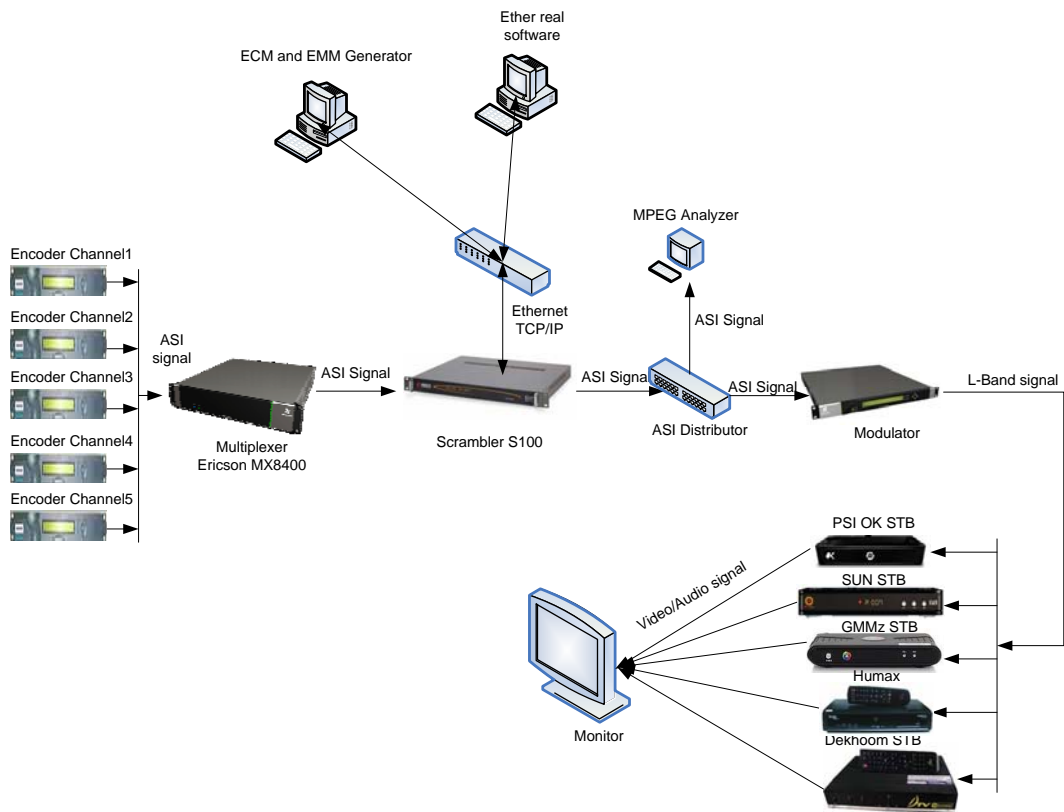 Ether real
software
ECM and EMM Generator
MPEG Analyzer
Encoder Channel1
Encoder Channel2
Encoder Channel3
Encoder Channel4
Encoder Channel5
ASI
signal
Multiplexer
Ericson MX8400
ASI Signal
Ethernet
TCP/IP
Scrambler S100
ASI Signal
ASI Signal
ASI Distributor
ASI Signal
Modulator
L-Band signal
PSI OK STB
SUN STB
GMMz STB
Humax
Dekhoom STB
Video/Audio signal
Monitor